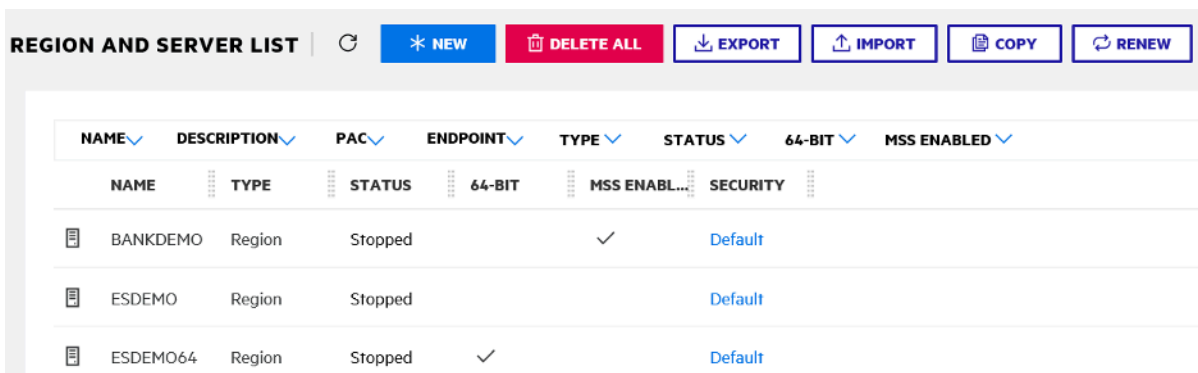 REGION AND SERVER LIST NEW DELETE ALL EXPORT IMPORT COPY RENEW
NAME DESCRIPTION PAC ENDPOINT TYPE STATUS 64-BIT MSS ENABLED
NAME TYPE STATUS 64-BIT MSS ENABL... SECURITY
BANKDEMO Region Stopped Default
ESDEMO Region Stopped Default
ESDEMO64 Region Stopped Default